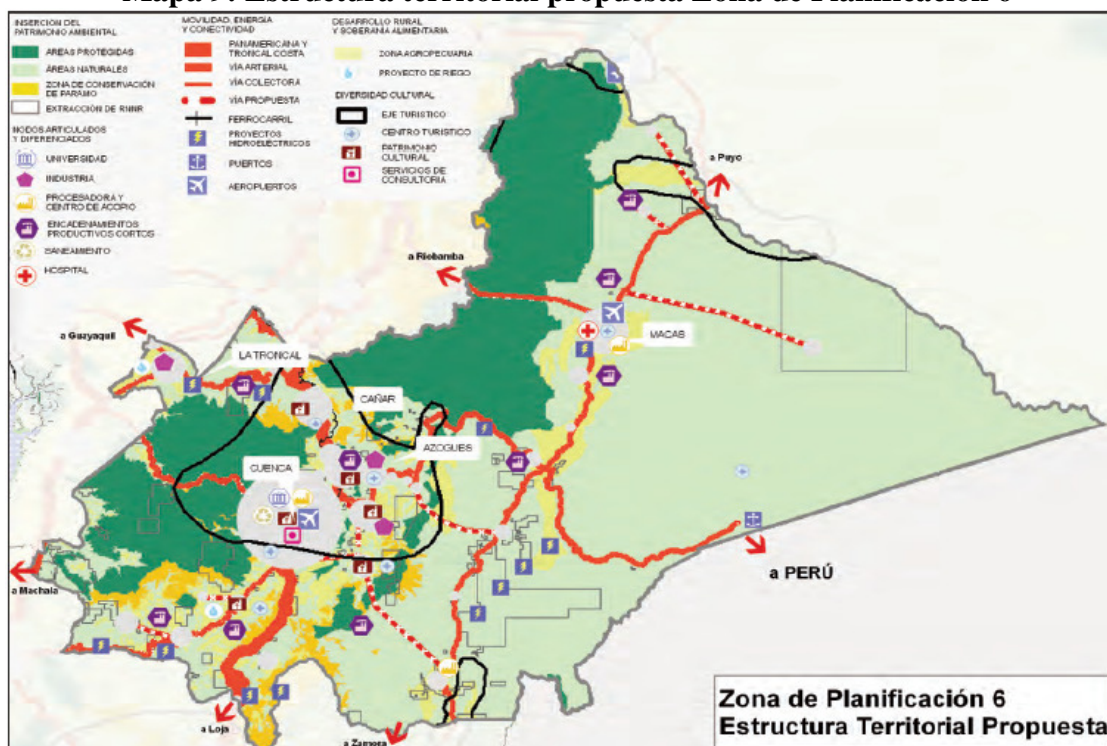 Mapa 9. Estructura territorial propuesta Zona de Planificación 6
INSERCIÓN DEL
PATRIMONIO AMBIENTAL
ÁREAS PROTEGIDAS
ÁREAS NATURALES
ZONA DE CONSERVACIÓN
DE PÁRAMO
EXTRACCIÓN DE RNNR
NODOS ARTICULADOS
Y DIFERENCIADOS
UNIVERSIDAD
INDUSTRIA
PROCESADORA Y
CENTRO DE ACOPIO
ENCADENAMIENTOS
PRODUCTIVOS CORTOS
SANEAMIENTO
HOSPITAL
MOVILIDAD, ENERGÍA
Y CONECTIVIDAD
PANAMERICANA Y
TRONCAL COSTA
VÍA ARTERIAL
VÍA COLECTORA
VÍA PROPUESTA
FERROCARRIL
PROYECTOS
HIDROELÉCTRICOS
PUERTOS
AEROPUERTOS
DESARROLLO RURAL
Y SOBERANÍA ALIMENTARIA
ZONA AGROPECUARIA
PROYECTO DE RIEGO
DIVERSIDAD CULTURAL
EJE TURÍSTICO
CENTRO TURÍSTICO
PATRIMONIO
CULTURAL
SERVICIOS DE
CONSULTORÍA
a Puyo
a Riobamba
a Guayaquil
MACAS
LA TRONCAL
CAÑAR
AZOGUES
CUENCA
a Machala
a PERÚ
a Loja
a Zamora
Zona de Planificación 6
Estructura Territorial Propuesta